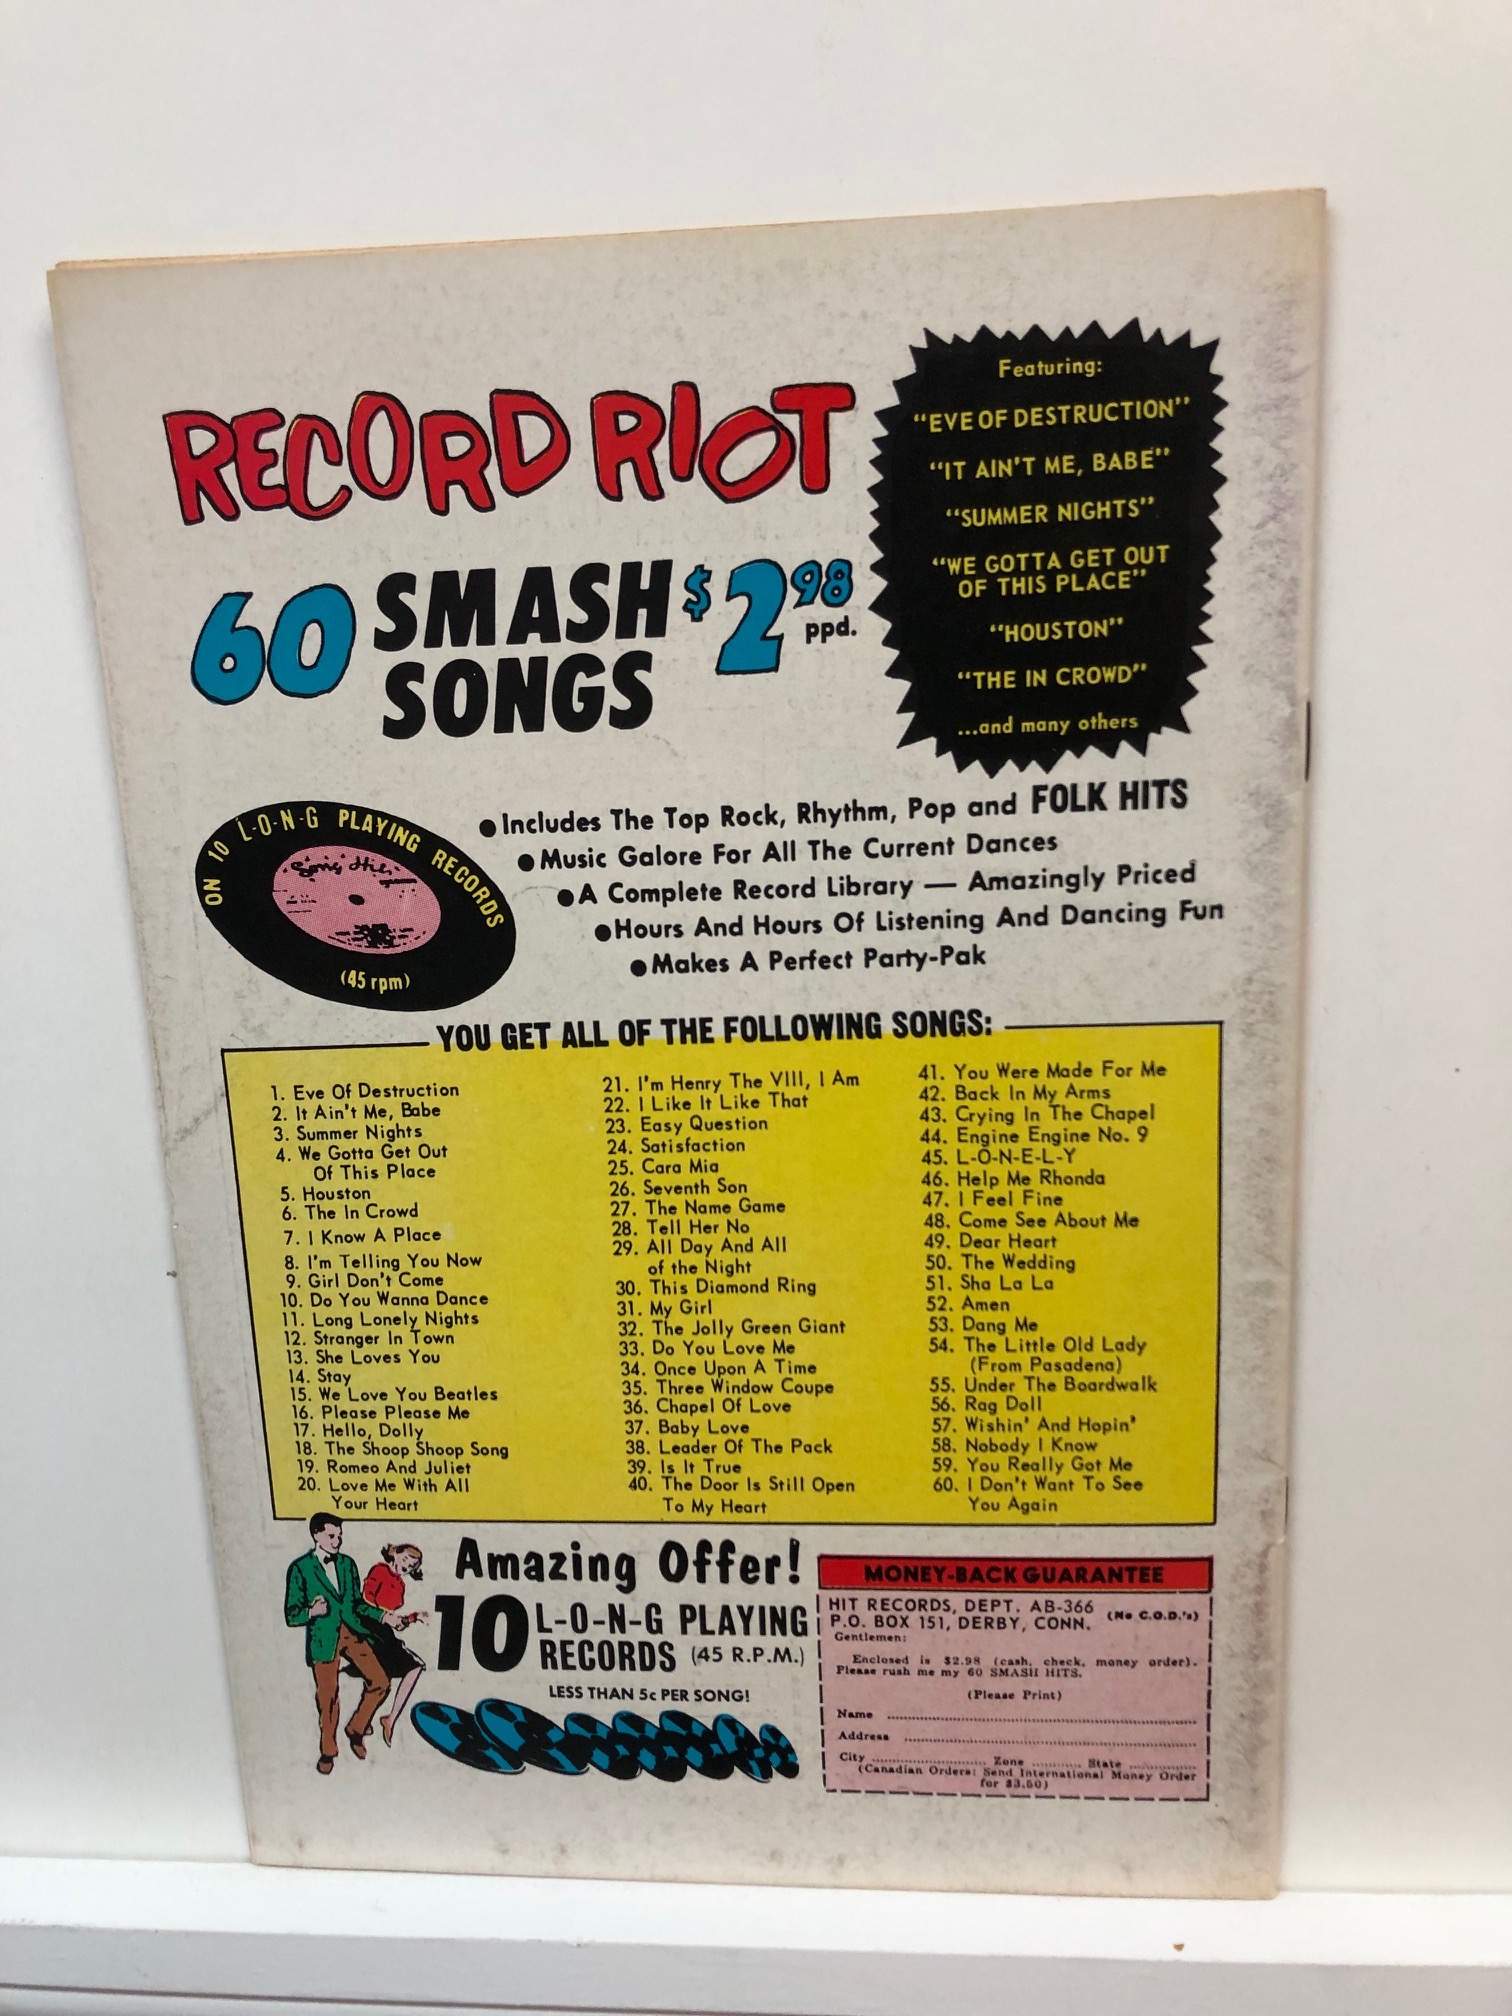 RECORD RIOT
60 SMASH SONGS $2.98 ppd.
Featuring:
"EVE OF DESTRUCTION"
"IT AIN'T ME, BABE"
"SUMMER NIGHTS"
"WE GOTTA GET OUT
OF THIS PLACE"
"HOUSTON"
"THE IN CROWD"
...and many others
ON 10 L-O-N-G PLAYING RECORDS
(45 rpm)
● Includes The Top Rock, Rhythm, Pop and FOLK HITS
● Music Galore For All The Current Dances
● A Complete Record Library — Amazingly Priced
● Hours And Hours Of Listening And Dancing Fun
● Makes A Perfect Party-Pak
YOU GET ALL OF THE FOLLOWING SONGS:
1. Eve Of Destruction
2. It Ain't Me, Babe
3. Summer Nights
4. We Gotta Get Out
Of This Place
5. Houston
6. The In Crowd
7. I Know A Place
8. I'm Telling You Now
9. Girl Don't Come
10. Do You Wanna Dance
11. Long Lonely Nights
12. Stranger In Town
13. She Loves You
14. Stay
15. We Love You Beatles
16. Please Please Me
17. Hello, Dolly
18. The Shoop Shoop Song
19. Romeo And Juliet
20. Love Me With All
Your Heart
21. I'm Henry The VIII, I Am
22. I Like It Like That
23. Easy Question
24. Satisfaction
25. Cara Mia
26. Seventh Son
27. The Name Game
28. Tell Her No
29. All Day And All
of the Night
30. This Diamond Ring
31. My Girl
32. The Jolly Green Giant
33. Do You Love Me
34. Once Upon A Time
35. Three Window Coupe
36. Chapel Of Love
37. Baby Love
38. Leader Of The Pack
39. Is It True
40. The Door Is Still Open
To My Heart
41. You Were Made For Me
42. Back In My Arms
43. Crying In The Chapel
44. Engine Engine No. 9
45. L-O-N-E-L-Y
46. Help Me Rhonda
47. I Feel Fine
48. Come See About Me
49. Dear Heart
50. The Wedding
51. Sha La La
52. Amen
53. Dang Me
54. The Little Old Lady
(From Pasadena)
55. Under The Boardwalk
56. Rag Doll
57. Wishin' And Hopin'
58. Nobody I Know
59. You Really Got Me
60. I Don't Want To See
You Again
Amazing Offer!
10 L-O-N-G PLAYING
RECORDS (45 R.P.M.)
LESS THAN 5c PER SONG!
MONEY-BACK GUARANTEE
HIT RECORDS, DEPT. AB-366 (No C.O.D.'s)
P.O. BOX 151, DERBY, CONN.
Gentlemen:
Enclosed is $2.98 (cash, check, money order).
Please rush me my 60 SMASH HITS.
(Please Print)
Name
Address
City Zone State
(Canadian Orders: Send International Money Order
for $3.50)